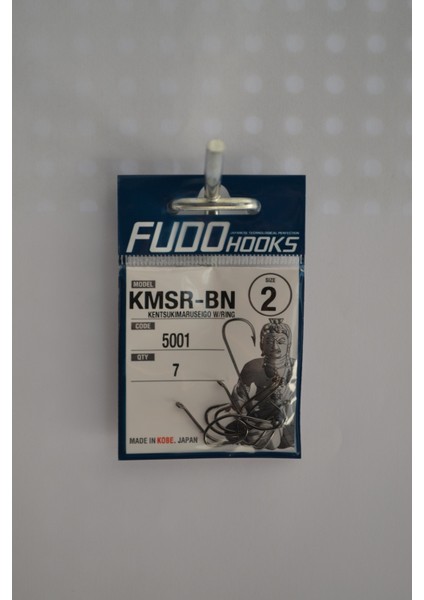 FUDO HOOKS
MODEL
KMSR-BN
KENTSUKIMARUSEIGO W/RING
SIZE
2
CODE
5001
QTY
7
MADE IN KOBE, JAPAN